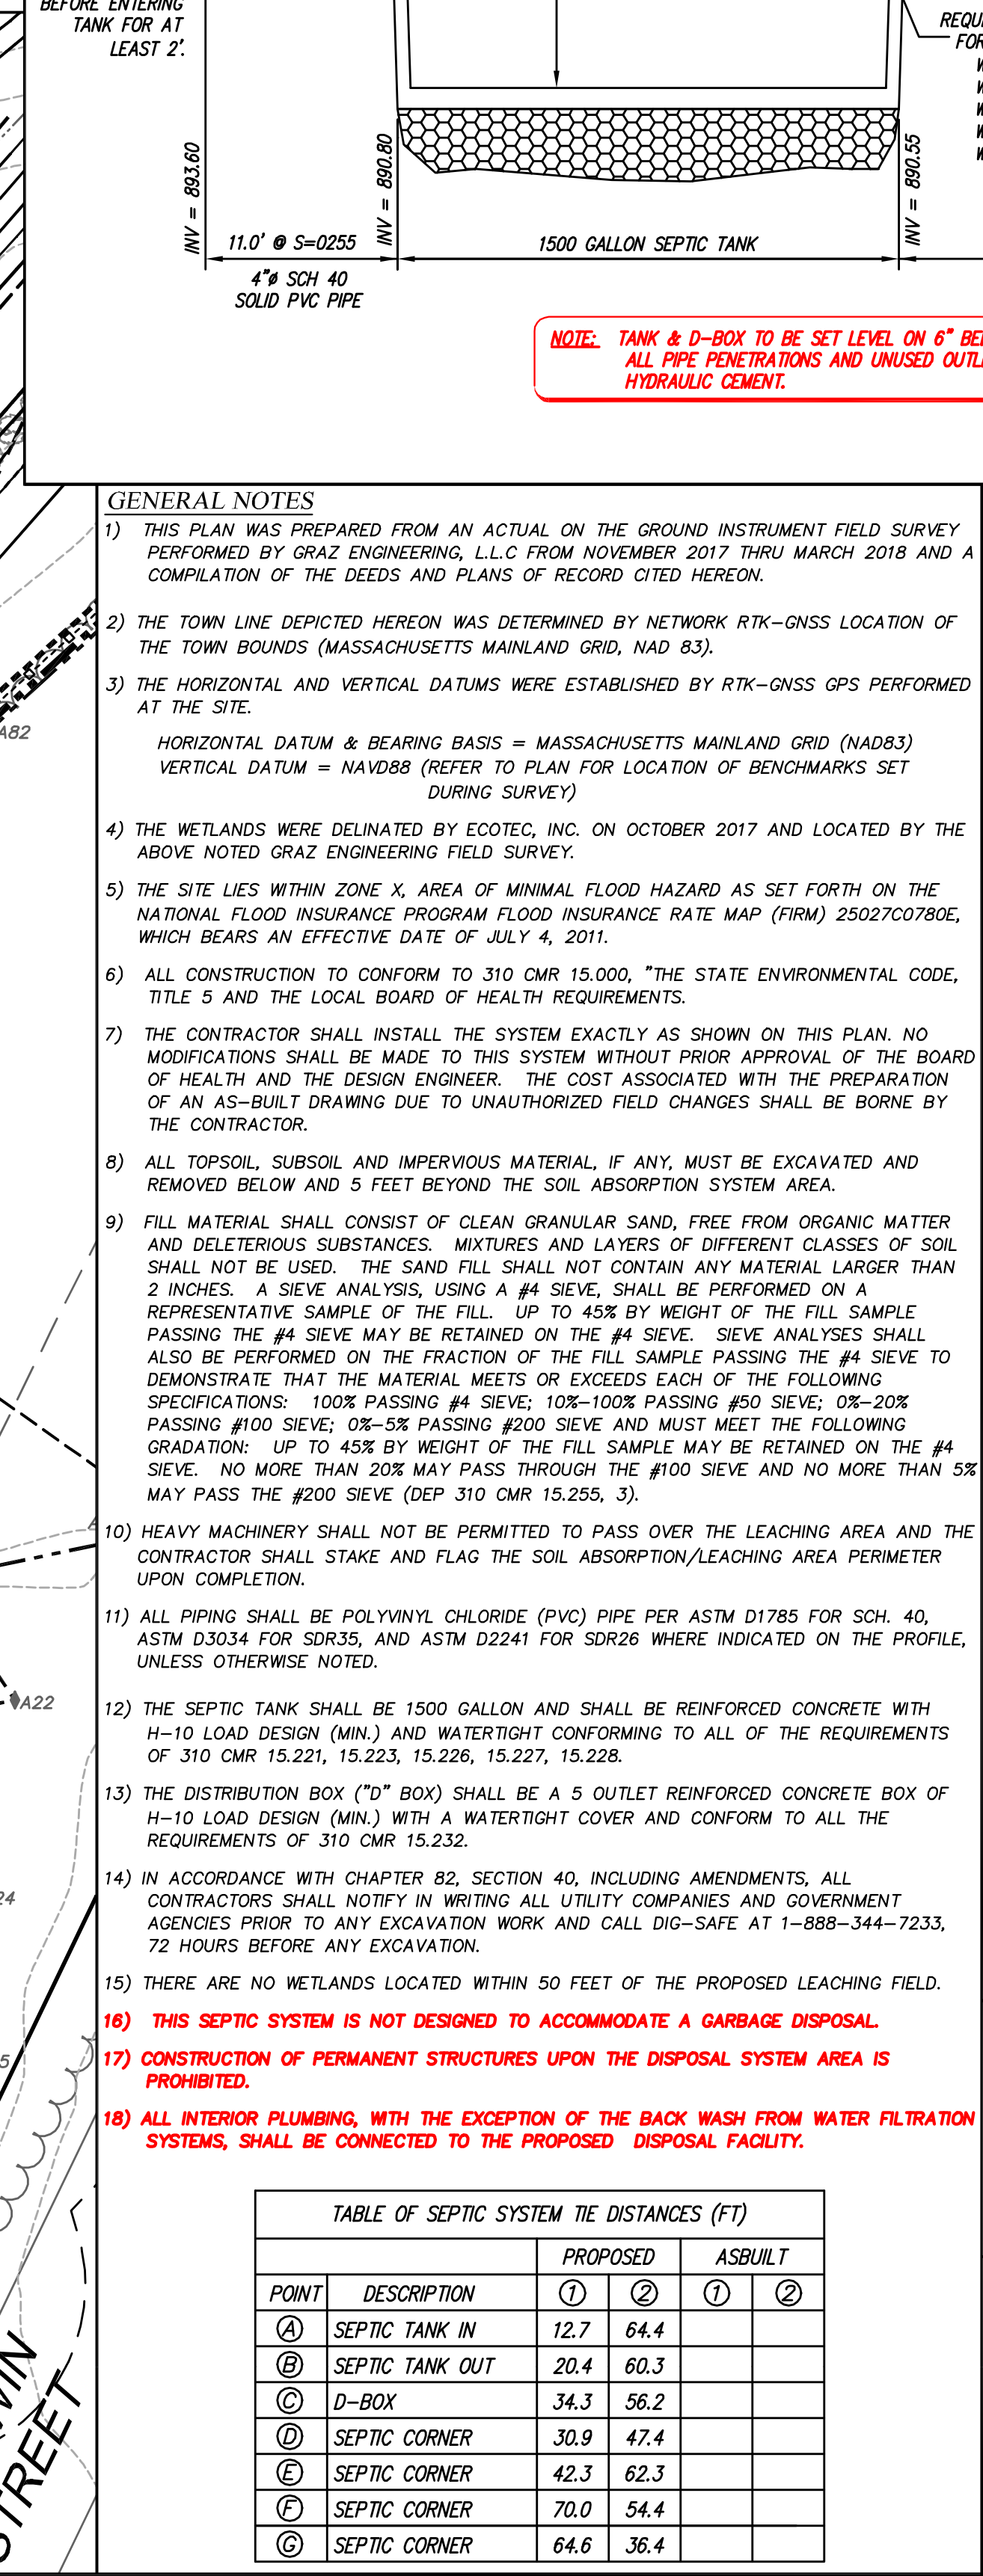 BEFORE ENTERING
TANK FOR AT
LEAST 2'.
INV = 893.60
INV = 890.80
INV = 890.55
11.0' @ S=0255
4"ø SCH 40
SOLID PVC PIPE
1500 GALLON SEPTIC TANK
FOR
NOTE: TANK & D-BOX TO BE SET LEVEL ON 6"
ALL PIPE PENETRATIONS AND UNUSED
HYDRAULIC CEMENT.
GENERAL NOTES
1) THIS PLAN WAS PREPARED FROM AN ACTUAL ON THE GROUND INSTRUMENT FIELD SURVEY
PERFORMED BY GRAZ ENGINEERING, L.L.C FROM NOVEMBER 2017 THRU MARCH 2018 AND A
COMPILATION OF THE DEEDS AND PLANS OF RECORD CITED HEREON.
2) THE TOWN LINE DEPICTED HEREON WAS DETERMINED BY NETWORK RTK-GNSS LOCATION OF
THE TOWN BOUNDS (MASSACHUSETTS MAINLAND GRID, NAD 83).
3) THE HORIZONTAL AND VERTICAL DATUMS WERE ESTABLISHED BY RTK-GNSS GPS PERFORMED
AT THE SITE.
HORIZONTAL DATUM & BEARING BASIS = MASSACHUSETTS MAINLAND GRID (NAD83)
VERTICAL DATUM = NAVD88 (REFER TO PLAN FOR LOCATION OF BENCHMARKS SET
DURING SURVEY)
4) THE WETLANDS WERE DELINATED BY ECOTEC, INC. ON OCTOBER 2017 AND LOCATED BY THE
ABOVE NOTED GRAZ ENGINEERING FIELD SURVEY.
5) THE SITE LIES WITHIN ZONE X, AREA OF MINIMAL FLOOD HAZARD AS SET FORTH ON THE
NATIONAL FLOOD INSURANCE PROGRAM FLOOD INSURANCE RATE MAP (FIRM) 25027C0780E,
WHICH BEARS AN EFFECTIVE DATE OF JULY 4, 2011.
6) ALL CONSTRUCTION TO CONFORM TO 310 CMR 15.000, "THE STATE ENVIRONMENTAL CODE,
TITLE 5 AND THE LOCAL BOARD OF HEALTH REQUIREMENTS.
7) THE CONTRACTOR SHALL INSTALL THE SYSTEM EXACTLY AS SHOWN ON THIS PLAN. NO
MODIFICATIONS SHALL BE MADE TO THIS SYSTEM WITHOUT PRIOR APPROVAL OF THE BOARD
OF HEALTH AND THE DESIGN ENGINEER. THE COST ASSOCIATED WITH THE PREPARATION
OF AN AS-BUILT DRAWING DUE TO UNAUTHORIZED FIELD CHANGES SHALL BE BORNE BY
THE CONTRACTOR.
8) ALL TOPSOIL, SUBSOIL AND IMPERVIOUS MATERIAL, IF ANY, MUST BE EXCAVATED AND
REMOVED BELOW AND 5 FEET BEYOND THE SOIL ABSORPTION SYSTEM AREA.
9) FILL MATERIAL SHALL CONSIST OF CLEAN GRANULAR SAND, FREE FROM ORGANIC MATTER
AND DELETERIOUS SUBSTANCES. MIXTURES AND LAYERS OF DIFFERENT CLASSES OF SOIL
SHALL NOT BE USED. THE SAND FILL SHALL NOT CONTAIN ANY MATERIAL LARGER THAN
2 INCHES. A SIEVE ANALYSIS, USING A #4 SIEVE, SHALL BE PERFORMED ON A
REPRESENTATIVE SAMPLE OF THE FILL. UP TO 45% BY WEIGHT OF THE FILL SAMPLE
PASSING THE #4 SIEVE MAY BE RETAINED ON THE #4 SIEVE. SIEVE ANALYSES SHALL
ALSO BE PERFORMED ON THE FRACTION OF THE FILL SAMPLE PASSING THE #4 SIEVE TO
DEMONSTRATE THAT THE MATERIAL MEETS OR EXCEEDS EACH OF THE FOLLOWING
SPECIFICATIONS: 100% PASSING #4 SIEVE; 10%-100% PASSING #50 SIEVE; 0%-20%
PASSING #100 SIEVE; 0%-5% PASSING #200 SIEVE AND MUST MEET THE FOLLOWING
GRADATION: UP TO 45% BY WEIGHT OF THE FILL SAMPLE MAY BE RETAINED ON THE #4
SIEVE. NO MORE THAN 20% MAY PASS THROUGH THE #100 SIEVE AND NO MORE THAN 5%
MAY PASS THE #200 SIEVE (DEP 310 CMR 15.255, 3).
10) HEAVY MACHINERY SHALL NOT BE PERMITTED TO PASS OVER THE LEACHING AREA AND THE
CONTRACTOR SHALL STAKE AND FLAG THE SOIL ABSORPTION/LEACHING AREA PERIMETER
UPON COMPLETION.
11) ALL PIPING SHALL BE POLYVINYL CHLORIDE (PVC) PIPE PER ASTM D1785 FOR SCH. 40,
ASTM D3034 FOR SDR35, AND ASTM D2241 FOR SDR26 WHERE INDICATED ON THE PROFILE,
UNLESS OTHERWISE NOTED.
12) THE SEPTIC TANK SHALL BE 1500 GALLON AND SHALL BE REINFORCED CONCRETE WITH
H-10 LOAD DESIGN (MIN.) AND WATERTIGHT CONFORMING TO ALL OF THE REQUIREMENTS
OF 310 CMR 15.221, 15.223, 15.226, 15.227, 15.228.
13) THE DISTRIBUTION BOX ("D" BOX) SHALL BE A 5 OUTLET REINFORCED CONCRETE BOX OF
H-10 LOAD DESIGN (MIN.) WITH A WATERTIGHT COVER AND CONFORM TO ALL THE
REQUIREMENTS OF 310 CMR 15.232.
14) IN ACCORDANCE WITH CHAPTER 82, SECTION 40, INCLUDING AMENDMENTS, ALL
CONTRACTORS SHALL NOTIFY IN WRITING ALL UTILITY COMPANIES AND GOVERNMENT
AGENCIES PRIOR TO ANY EXCAVATION WORK AND CALL DIG-SAFE AT 1-888-344-7233,
72 HOURS BEFORE ANY EXCAVATION.
15) THERE ARE NO WETLANDS LOCATED WITHIN 50 FEET OF THE PROPOSED LEACHING FIELD.
16) THIS SEPTIC SYSTEM IS NOT DESIGNED TO ACCOMMODATE A GARBAGE DISPOSAL.
17) CONSTRUCTION OF PERMANENT STRUCTURES UPON THE DISPOSAL SYSTEM AREA IS
PROHIBITED.
18) ALL INTERIOR PLUMBING, WITH THE EXCEPTION OF THE BACK WASH FROM WATER FILTRATION
SYSTEMS, SHALL BE CONNECTED TO THE PROPOSED DISPOSAL FACILITY.
TABLE OF SEPTIC SYSTEM TIE DISTANCES (FT)
PROPOSED ASBUILT
POINT DESCRIPTION 1 2 1 2
A SEPTIC TANK IN 12.7 64.4
B SEPTIC TANK OUT 20.4 60.3
C D-BOX 34.3 56.2
D SEPTIC CORNER 30.9 47.4
E SEPTIC CORNER 42.3 62.3
F SEPTIC CORNER 70.0 54.4
G SEPTIC CORNER 64.6 36.4
A82
A22
STREET